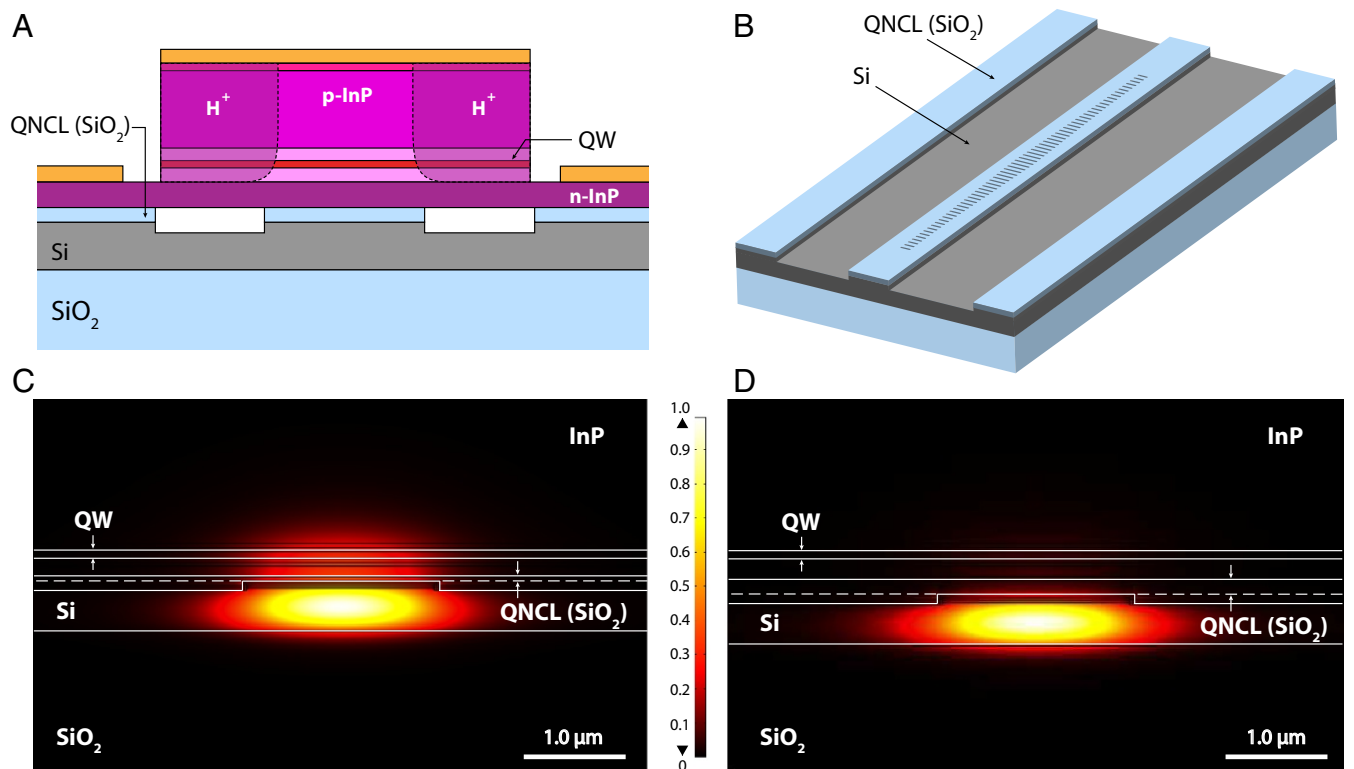 A
H⁺
p-InP
H⁺
QNCL (SiO₂)
QW
n-InP
Si
SiO₂
B
QNCL (SiO₂)
Si
C
InP
QW
Si
QNCL (SiO₂)
SiO₂
1.0 µm
1.0
0.9
0.8
0.7
0.6
0.5
0.4
0.3
0.2
0.1
0
D
InP
QW
Si
QNCL (SiO₂)
SiO₂
1.0 µm